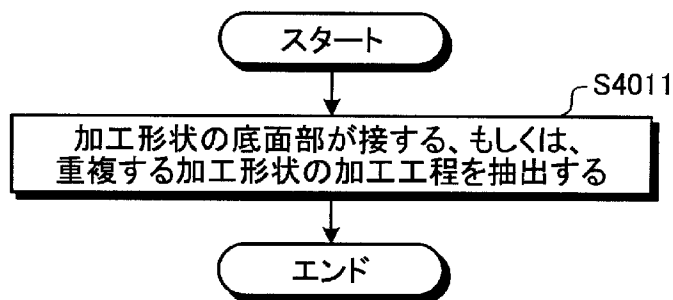 スタート
S4011
加工形状の底面部が接する、もしくは、
重複する加工形状の加工工程を抽出する
エンド